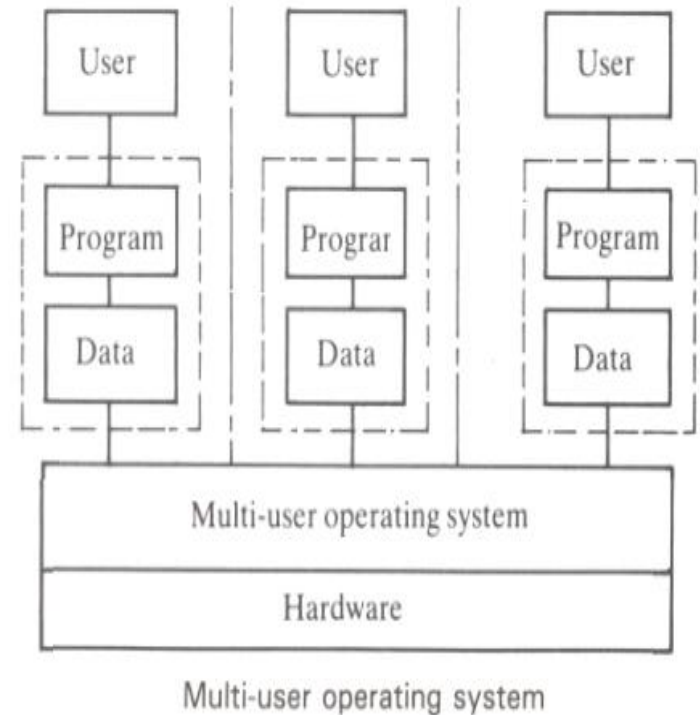 User User User
Program Prograr Program
Data Data Data
Multi-user operating system
Hardware
Multi-user operating system